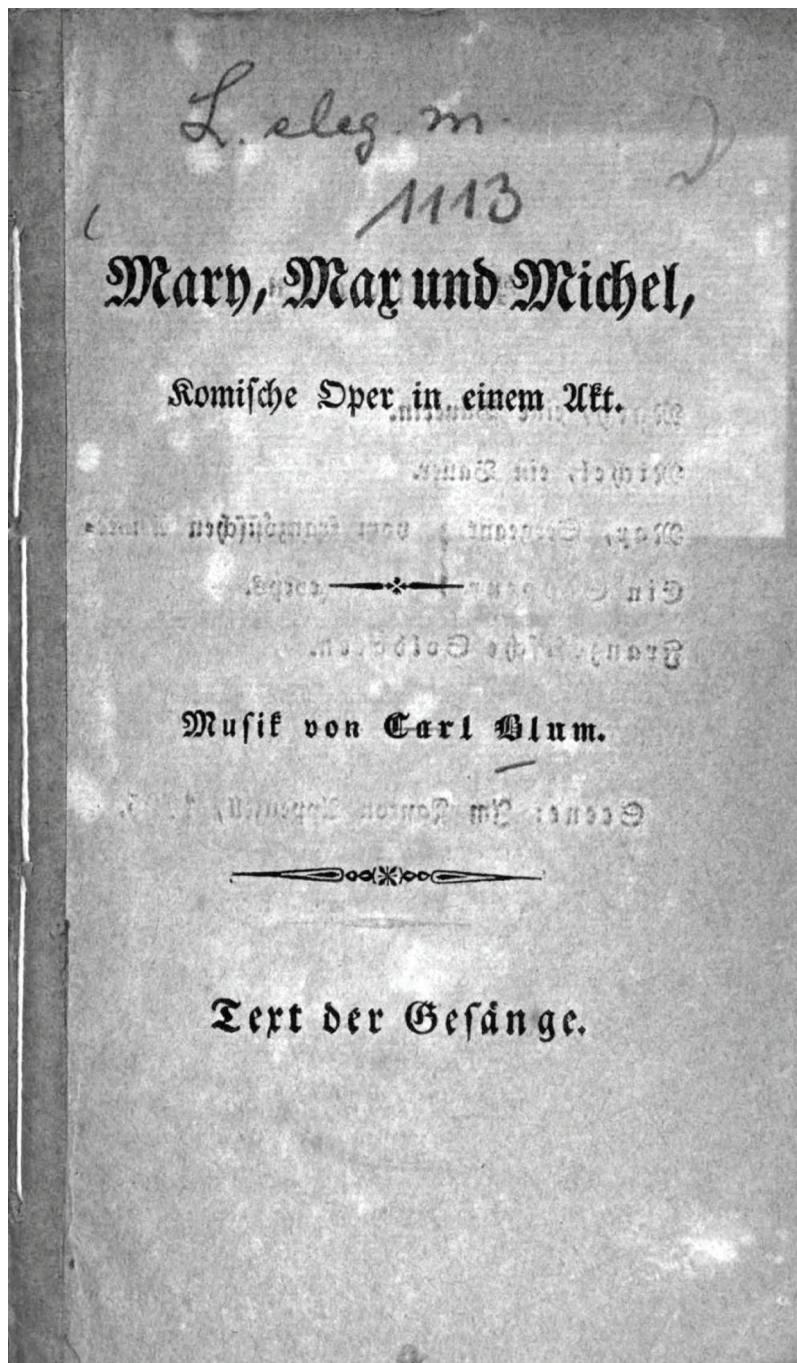 L. eleg. m.
1113
Mary, Max und Michel,
Komische Oper in einem Akt.
Musik von Carl Blum.
Text der Gesänge.